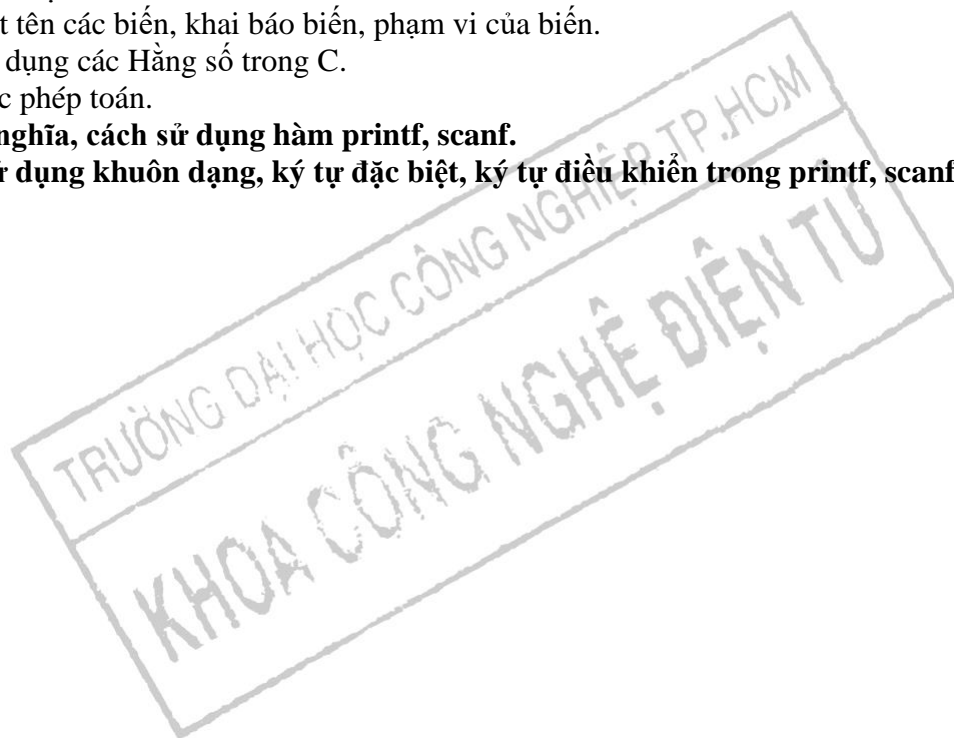 t tên các biến, khai báo biến, phạm vi của biến.
dụng các Hằng số trong C.
c phép toán.
nghĩa, cách sử dụng hàm printf, scanf.
dụng khuôn dạng, ký tự đặc biệt, ký tự điều khiển trong printf, scanf
TRƯỜNG ĐẠI HỌC CÔNG NGHIỆP TP.HCM
KHOA CÔNG NGHỆ ĐIỆN TỬ